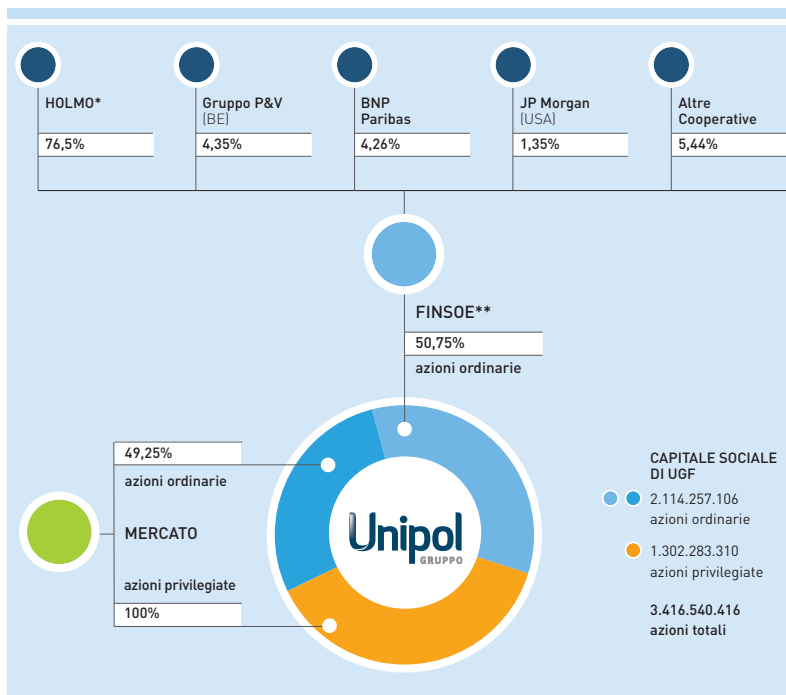 HOLMO*
76,5%
Gruppo P&V
(BE)
4,35%
BNP
Paribas
4,26%
JP Morgan
(USA)
1,35%
Altre
Cooperative
5,44%
FINSOE**
50,75%
azioni ordinarie
49,25%
azioni ordinarie
MERCATO
azioni privilegiate
100%
Unipol
GRUPPO
CAPITALE SOCIALE
DI UGF
2.114.257.106
azioni ordinarie
1.302.283.310
azioni privilegiate
3.416.540.416
azioni totali